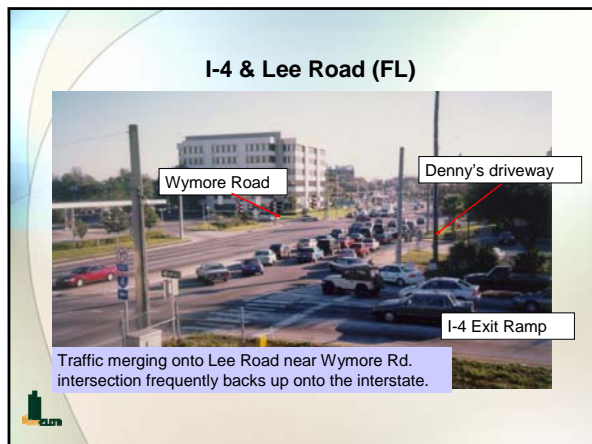 I-4 & Lee Road (FL)
Wymore Road
Denny's driveway
I-4 Exit Ramp
Traffic merging onto Lee Road near Wymore Rd.
intersection frequently backs up onto the interstate.